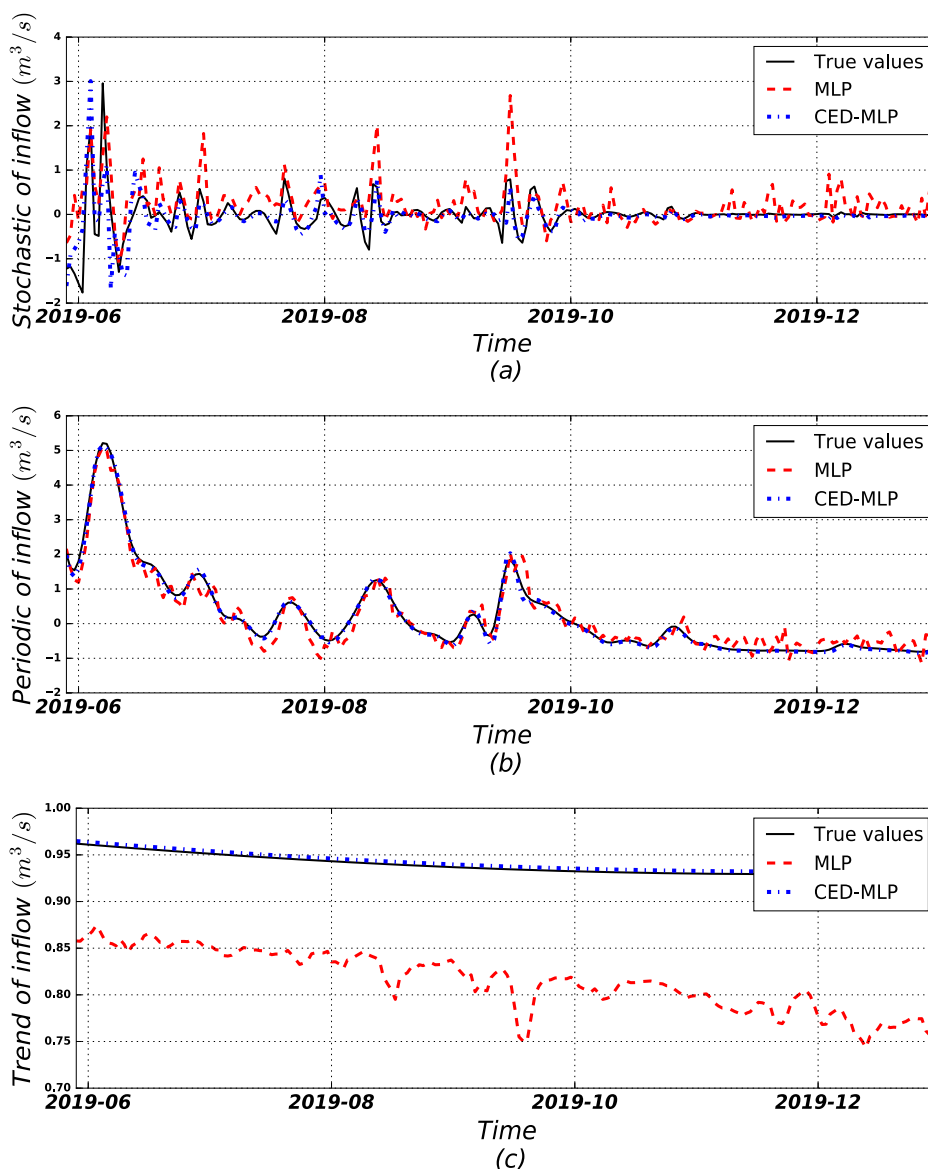 Stochastic of inflow (m³/s)
4
3
2
1
0
−1
−2
2019-06 2019-08 2019-10 2019-12
True values
MLP
CED-MLP
Time
(a)
Periodic of inflow (m³/s)
6
5
4
3
2
1
0
−1
−2
2019-06 2019-08 2019-10 2019-12
True values
MLP
CED-MLP
Time
(b)
Trend of inflow (m³/s)
1.00
0.95
0.90
0.85
0.80
0.75
0.70
2019-06 2019-08 2019-10 2019-12
True values
MLP
CED-MLP
Time
(c)